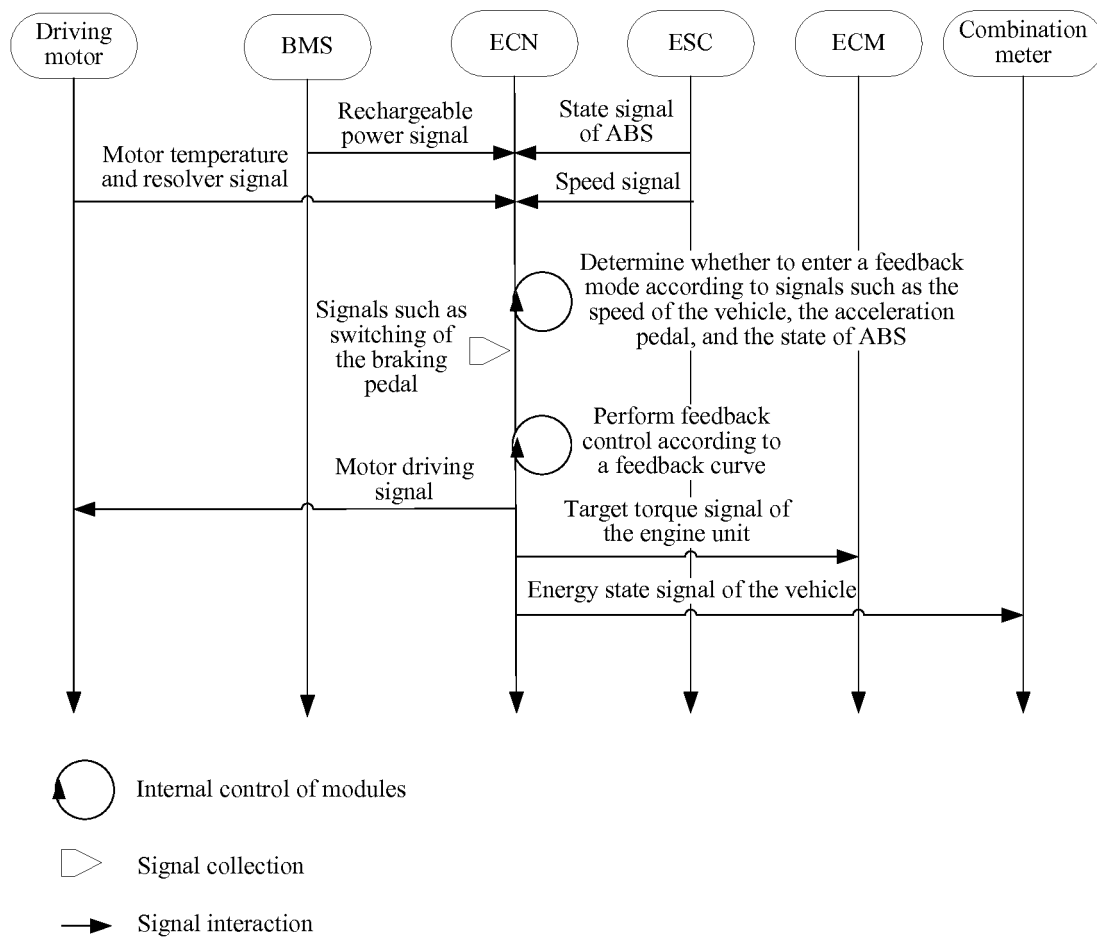 Driving
motor
BMS
ECN
ESC
ECM
Combination
meter
Rechargeable
power signal
State signal
of ABS
Motor temperature
and resolver signal
Speed signal
Determine whether to enter a feedback
mode according to signals such as the
speed of the vehicle, the acceleration
pedal, and the state of ABS
Signals such as
switching of
the braking
pedal
Perform feedback
control according to
a feedback curve
Motor driving
signal
Target torque signal of
the engine unit
Energy state signal of the vehicle
Internal control of modules
Signal collection
Signal interaction